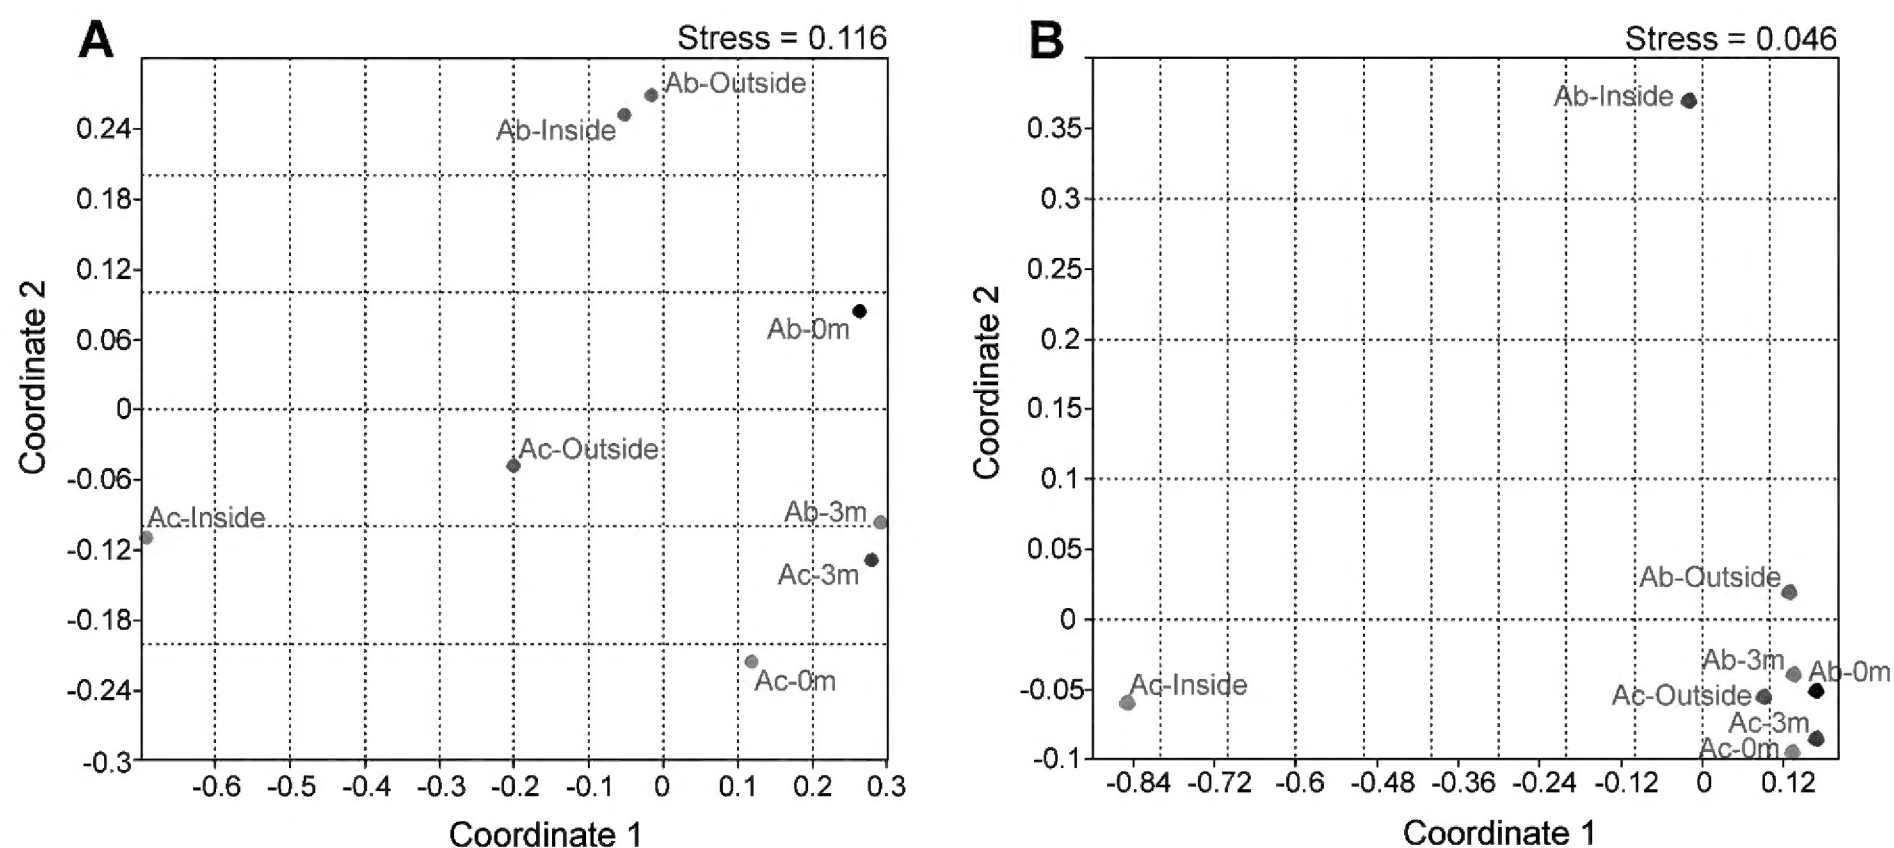 A
Stress = 0.116
Ab-Outside
Ab-Inside
Ab-0m
Ac-Outside
Ac-Inside
Ab-3m
Ac-3m
Ac-0m
0.24
0.18
0.12
0.06
0
-0.06
-0.12
-0.18
-0.24
-0.3
-0.6 -0.5 -0.4 -0.3 -0.2 -0.1 0 0.1 0.2 0.3
Coordinate 2
Coordinate 1
B
Stress = 0.046
Ab-Inside
Ab-Outside
Ab-3m
Ab-0m
Ac-Inside
Ac-Outside
Ac-3m
Ac-0m
0.35
0.3
0.25
0.2
0.15
0.1
0.05
0
-0.05
-0.1
-0.84 -0.72 -0.6 -0.48 -0.36 -0.24 -0.12 0 0.12
Coordinate 2
Coordinate 1